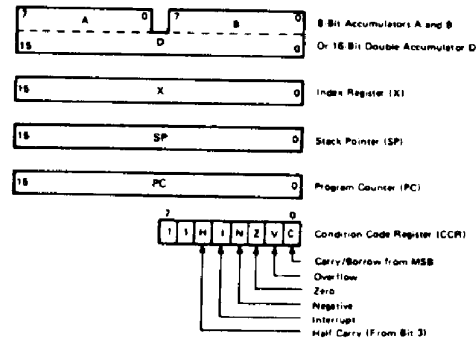 7 A 0 7 B 0 8-Bit Accumulators A and B
15 D 0 Or 16-Bit Double Accumulator D
15 X 0 Index Register (X)
15 SP 0 Stack Pointer (SP)
15 PC 0 Program Counter (PC)
7 0
1 1 H I N Z V C Condition Code Register (CCR)
Carry/Borrow from MSB
Overflow
Zero
Negative
Interrupt
Half Carry (From Bit 3)